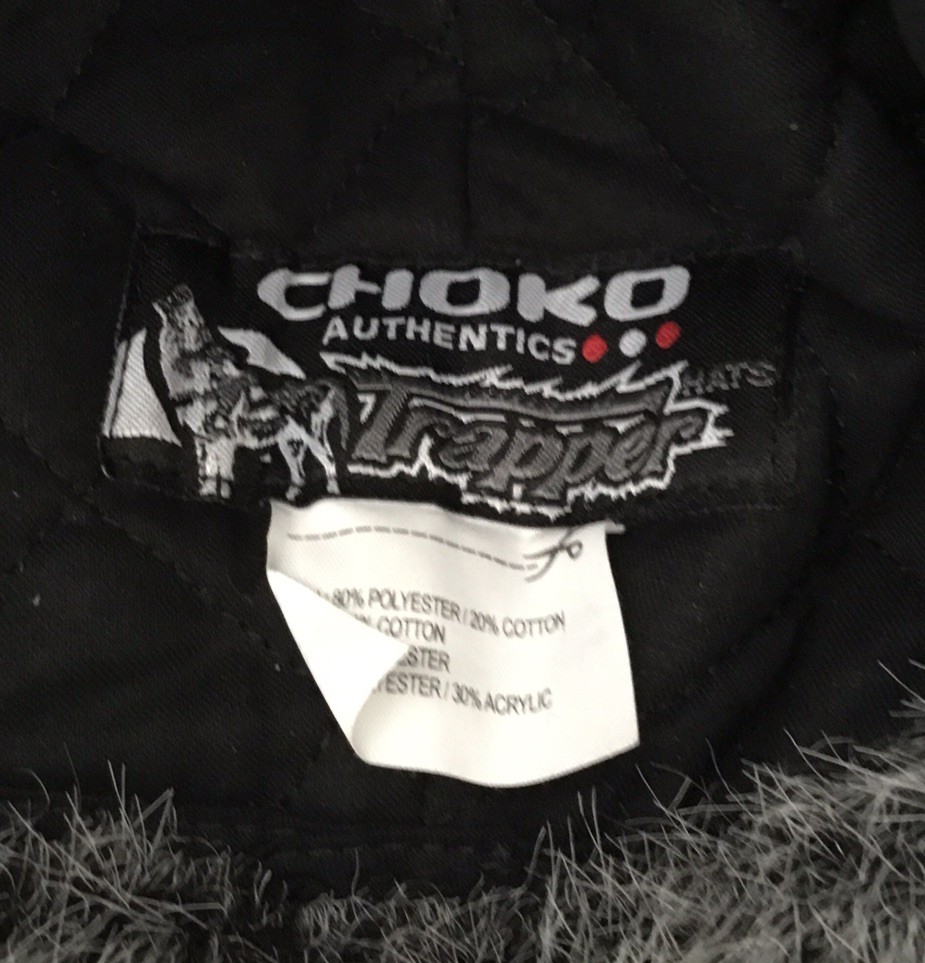 CHOKO
AUTHENTICS
HATS
Trapper
80% POLYESTER / 20% COTTON
% COTTON
ESTER
YESTER / 30% ACRYLIC